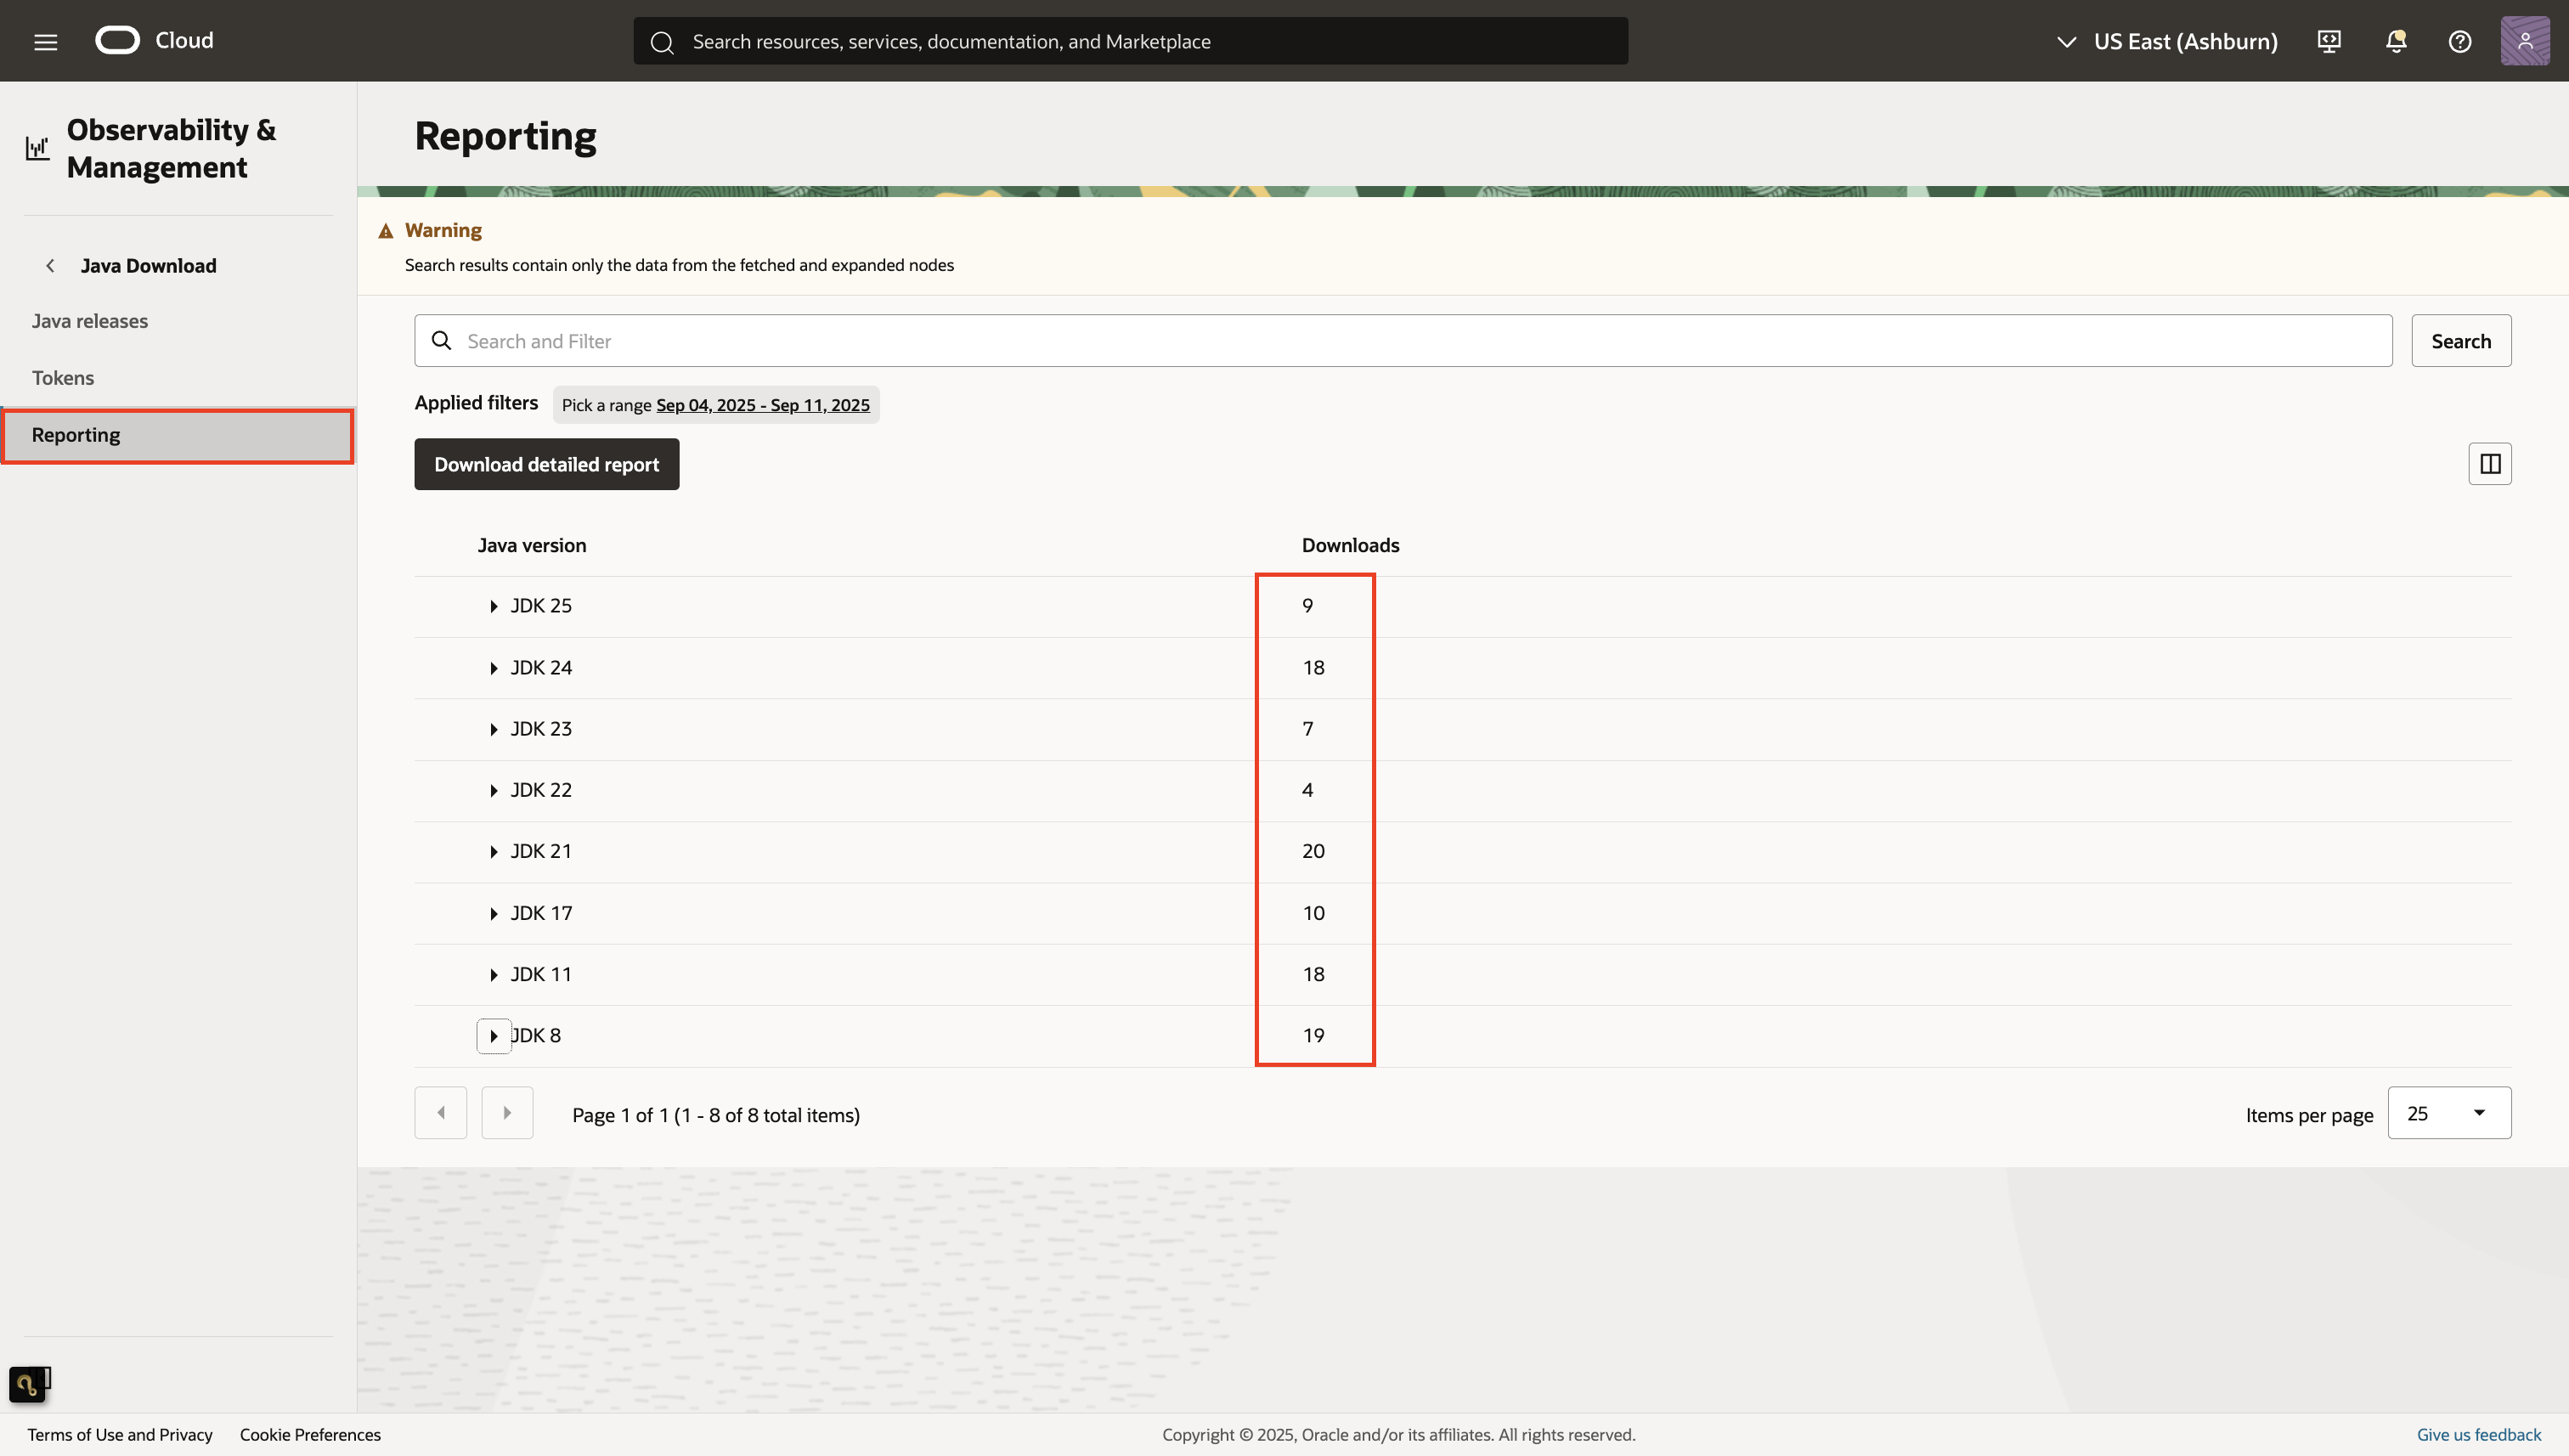 Cloud
Search resources, services, documentation, and Marketplace
US East (Ashburn)
Observability &
Management
Java Download
Java releases
Tokens
Reporting
Reporting
Warning
Search results contain only the data from the fetched and expanded nodes
Search and Filter
Search
Applied filters
Pick a range Sep 04, 2025 - Sep 11, 2025
Download detailed report
Java version Downloads
JDK 25 9
JDK 24 18
JDK 23 7
JDK 22 4
JDK 21 20
JDK 17 10
JDK 11 18
JDK 8 19
Page 1 of 1 (1 - 8 of 8 total items)
Items per page 25
Terms of Use and Privacy
Cookie Preferences
Copyright © 2025, Oracle and/or its affiliates. All rights reserved.
Give us feedback